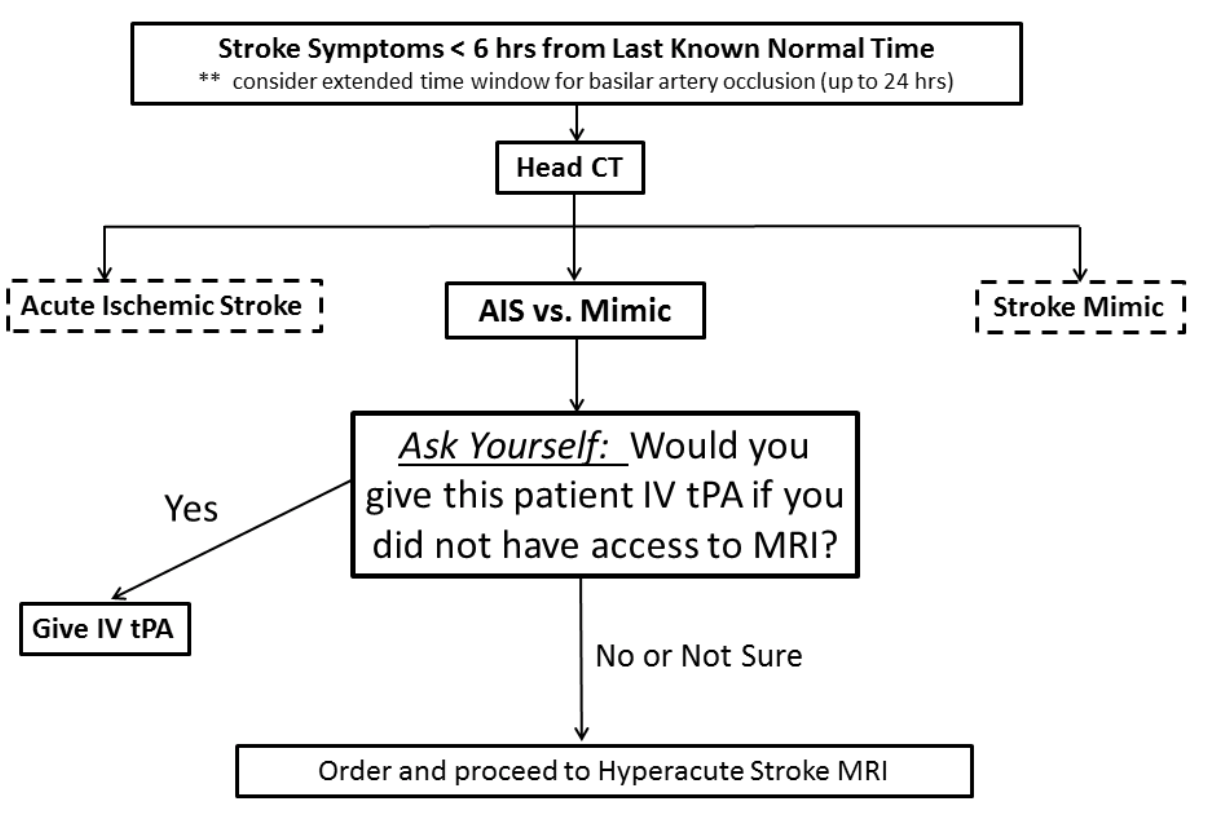 Stroke Symptoms < 6 hrs from Last Known Normal Time
** consider extended time window for basilar artery occlusion (up to 24 hrs)
Head CT
Acute Ischemic Stroke
AIS vs. Mimic
Stroke Mimic
Ask Yourself: Would you
give this patient IV tPA if you
did not have access to MRI?
Yes
Give IV tPA
No or Not Sure
Order and proceed to Hyperacute Stroke MRI